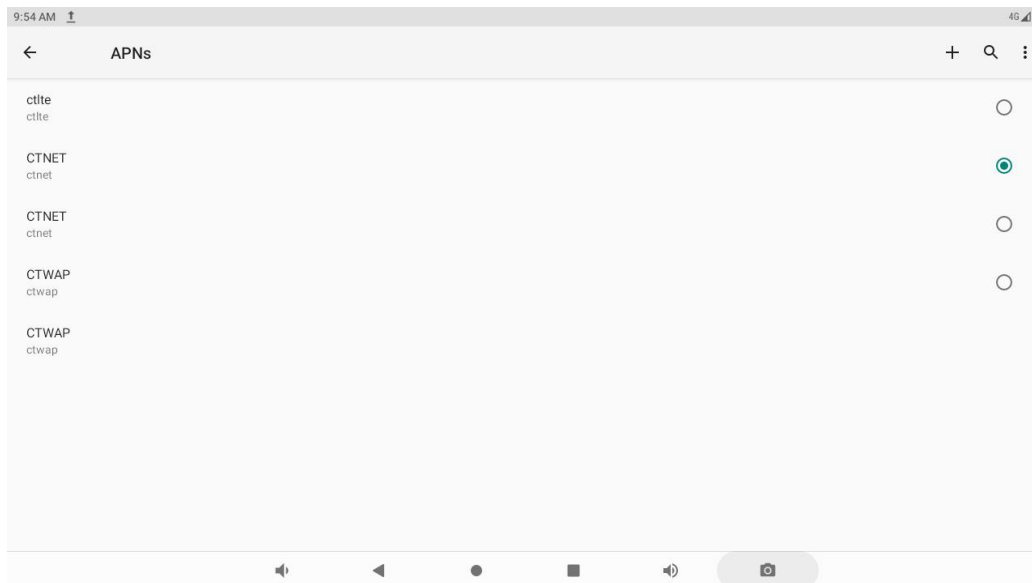 9:54 AM
4G
APNs
ctlte
ctlte
CTNET
ctnet
CTNET
ctnet
CTWAP
ctwap
CTWAP
ctwap